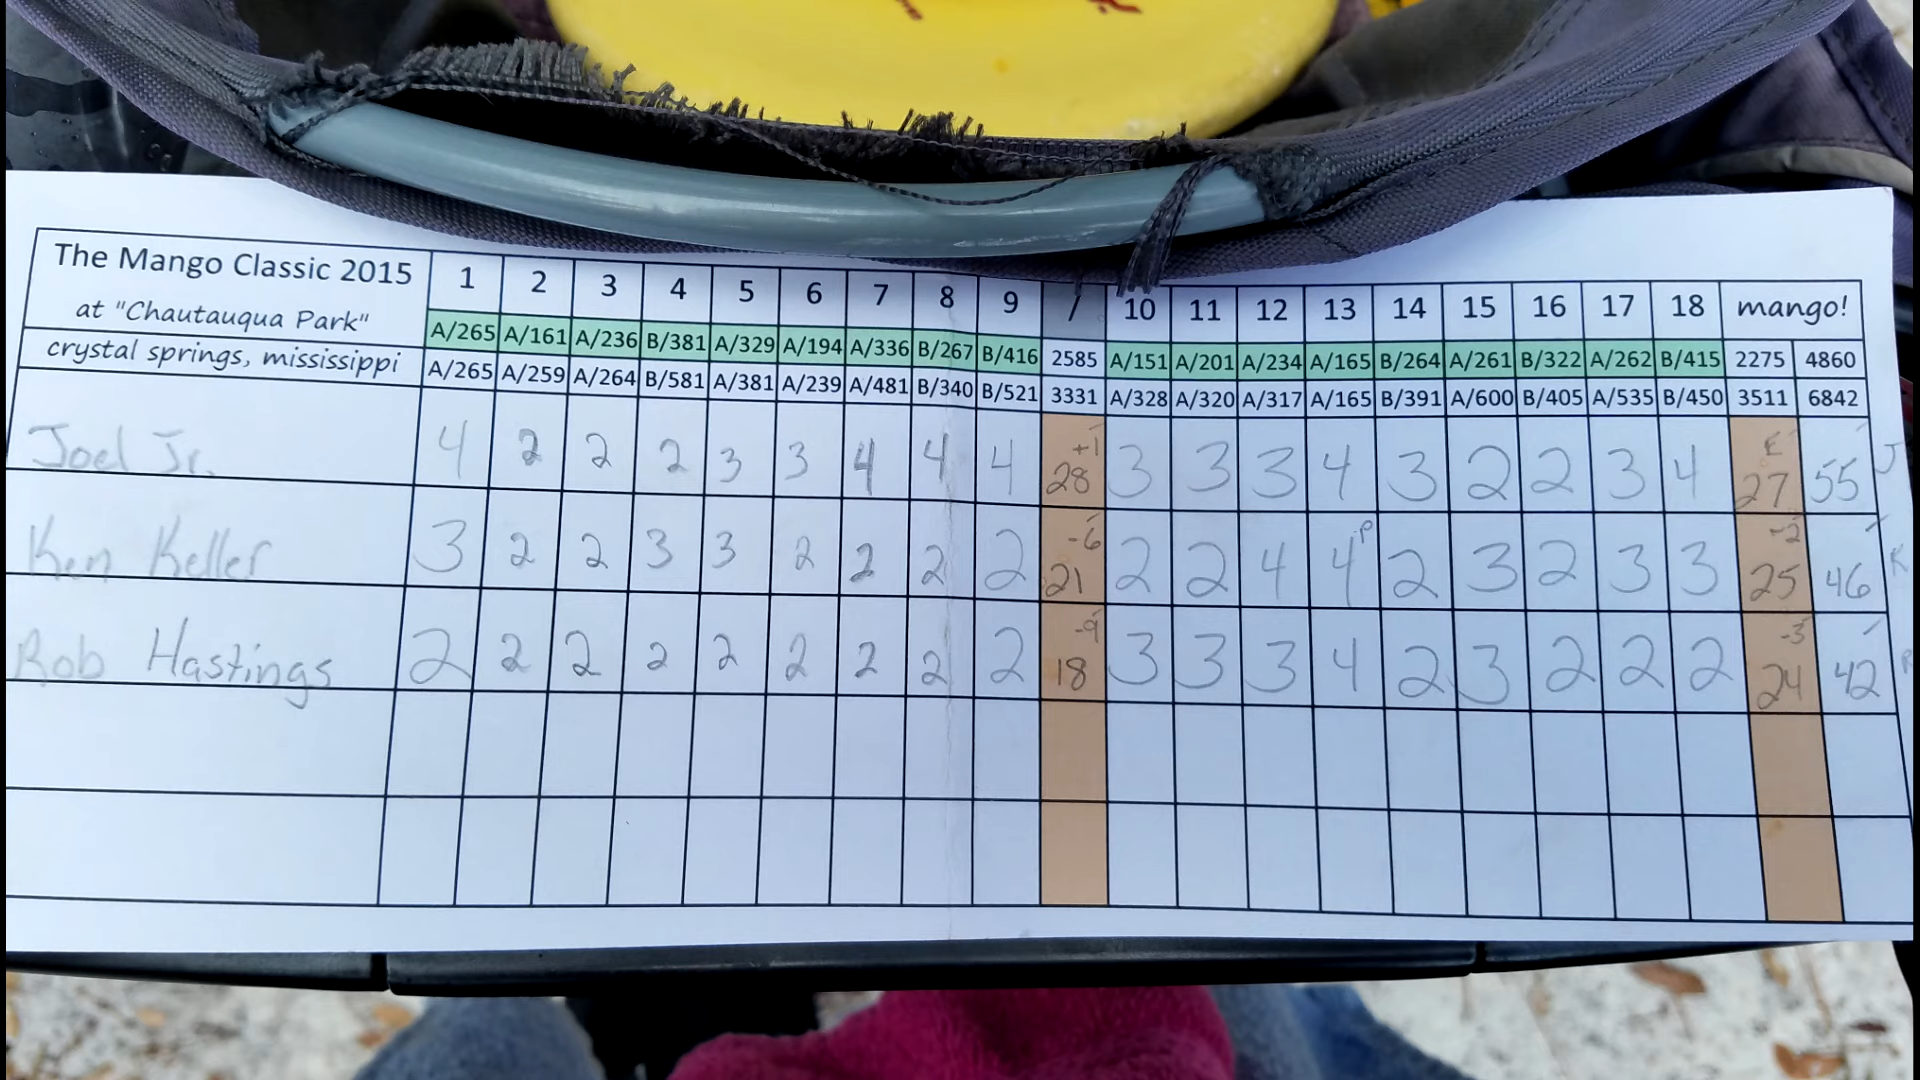 The Mango Classic 2015 1 2 3 4 5 6 7 8 9 / 10 11 12 13 14 15 16 17 18 mango!
at "Chautauqua Park" A/265 A/161 A/236 B/381 A/329 A/194 A/336 B/267 B/416 2585 A/151 A/201 A/234 A/165 B/264 A/261 B/322 A/262 B/415 2275 4860
crystal springs, mississippi A/265 A/259 A/264 B/581 A/381 A/239 A/481 B/340 B/521 3331 A/328 A/320 A/317 A/165 B/391 A/600 B/405 A/535 B/450 3511 6842
Joel Jr. 4 2 2 2 3 3 4 4 4 +1 28 3 3 3 4 3 2 2 3 4 E 27 55 J
Ken Keller 3 2 2 3 3 2 2 2 2 -6 21 2 2 4 4 P 2 3 2 3 3 -2 25 46 K
Rob Hastings 2 2 2 2 2 2 2 2 2 -9 18 3 3 3 4 2 3 2 2 2 -3 24 42 R